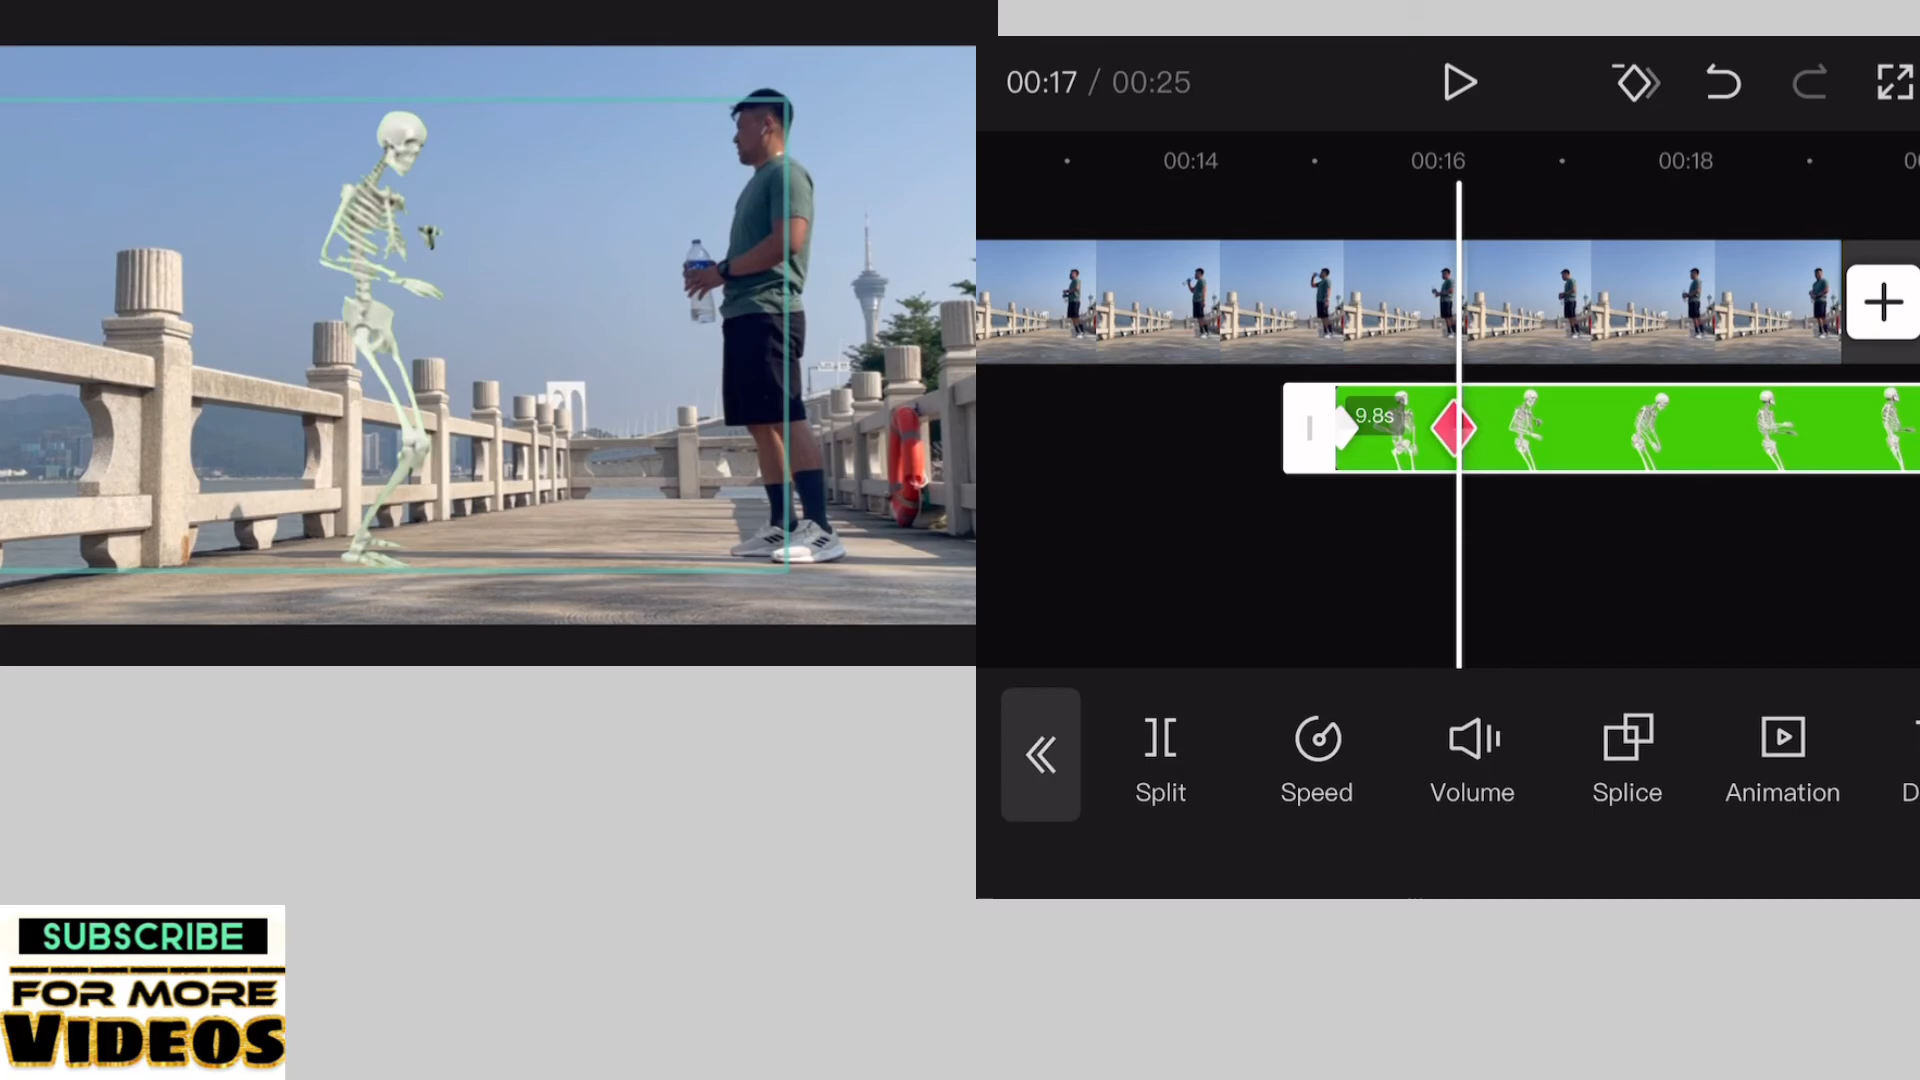 00:17 / 00:25
00:14
00:16
00:18
9.8s
Split
Speed
Volume
Splice
Animation
D
SUBSCRIBE
FOR MORE
VIDEOS